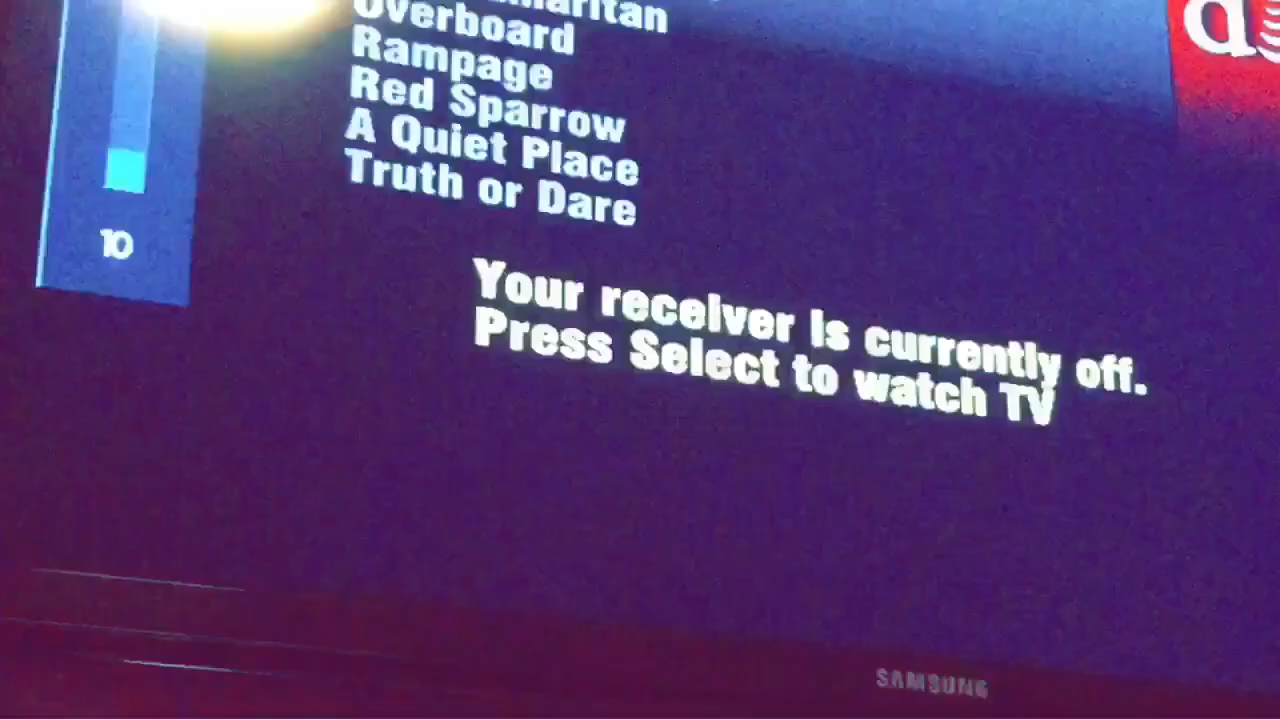 Overboard
Rampage
Red Sparrow
A Quiet Place
Truth or Dare
10
Your receiver is currently off.
Press Select to watch TV
SAMSUNG